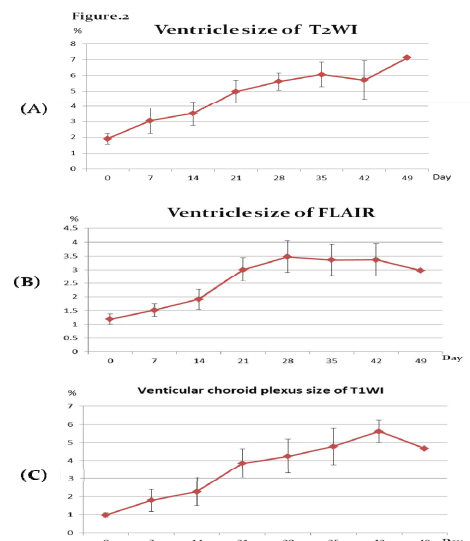 Figure.2
% Ventricle size of T2WI
8
7
6
5
(A) 4
3
2
1
0
0 7 14 21 28 35 42 49 Day
Ventricle size of FLAIR
%
4.5
4
3.5
3
(B) 2.5
2
1.5
1
0.5
0
0 7 14 21 28 35 42 49 Day
Venticular choroid plexus size of T1WI
%
7
6
5
4
(C) 3
2
1
0